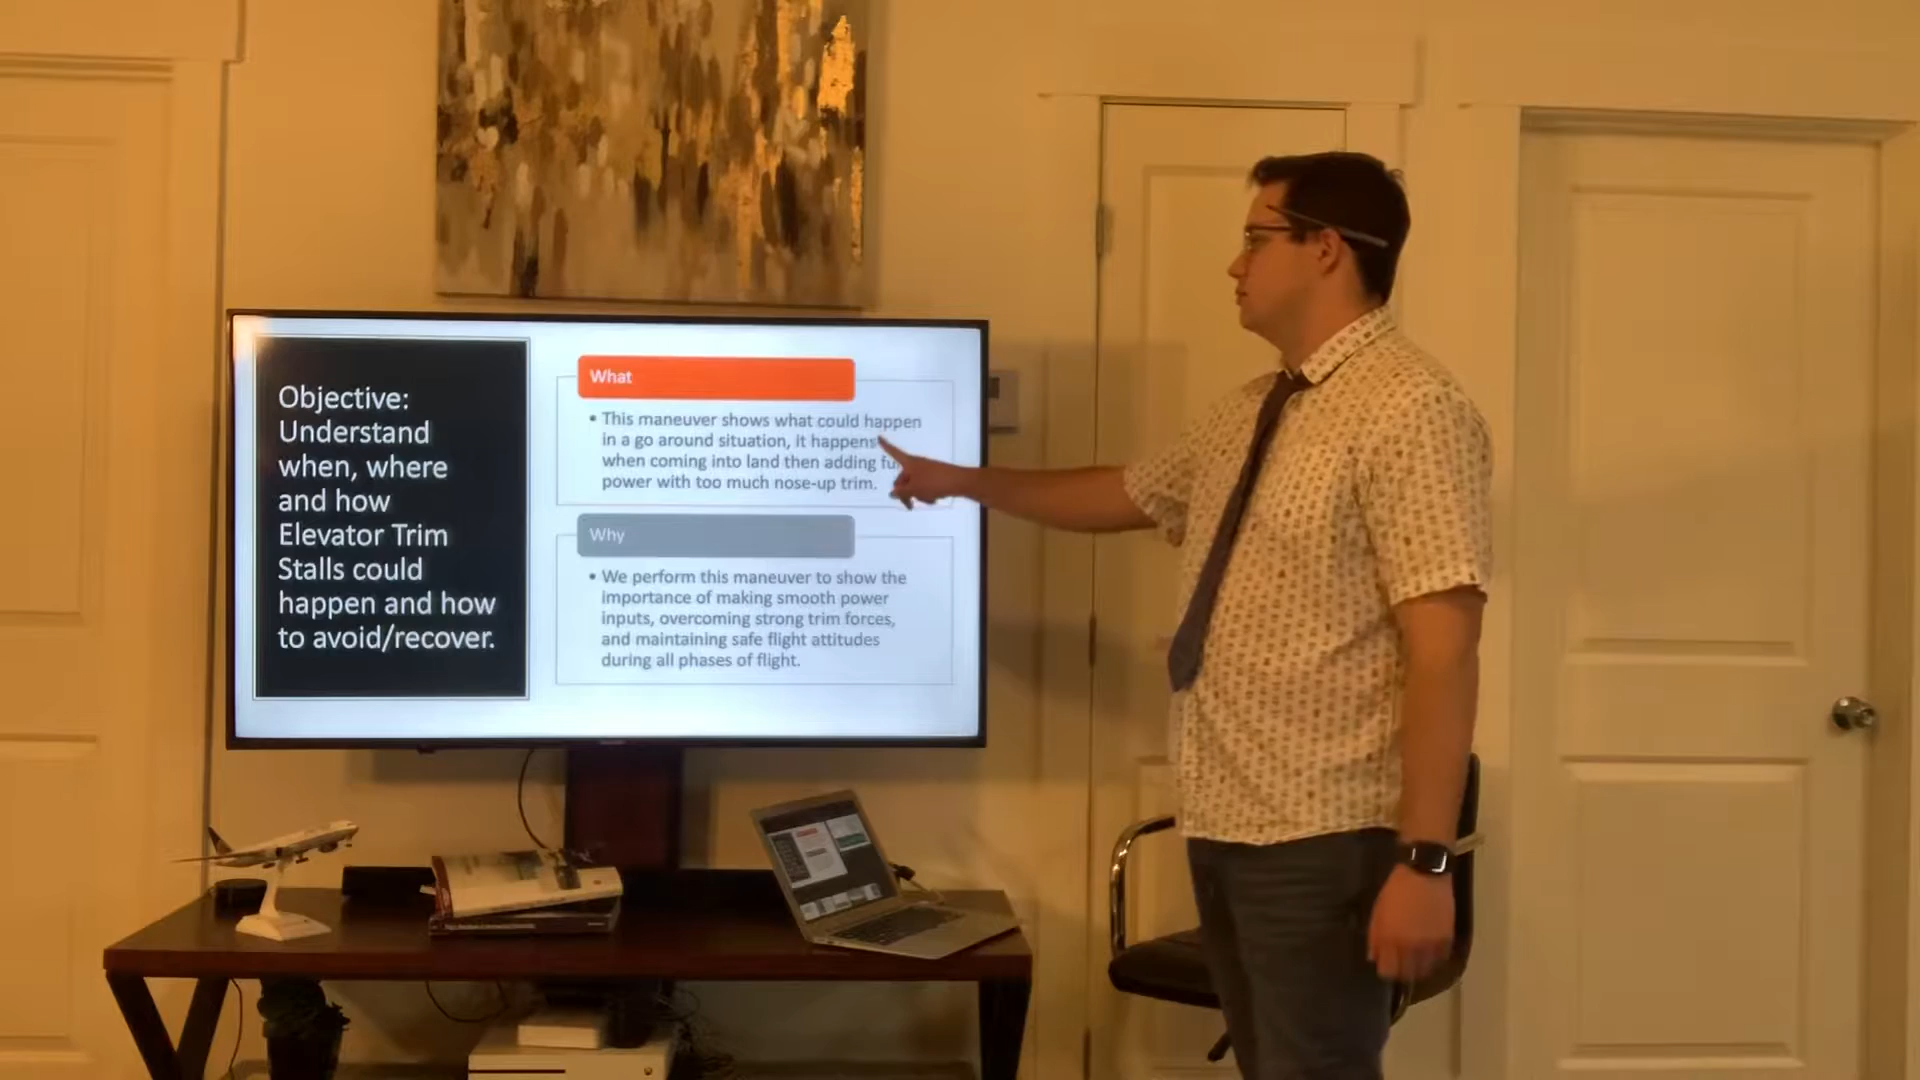 Objective:
Understand
when, where
and how
Elevator Trim
Stalls could
happen and how
to avoid/recover.
What
• This maneuver shows what could happen
in a go around situation, it happens
when coming into land then adding
power with too much nose-up trim.
Why
• We perform this maneuver to show the
importance of making smooth power
inputs, overcoming strong trim forces,
and maintaining safe flight attitudes
during all phases of flight.